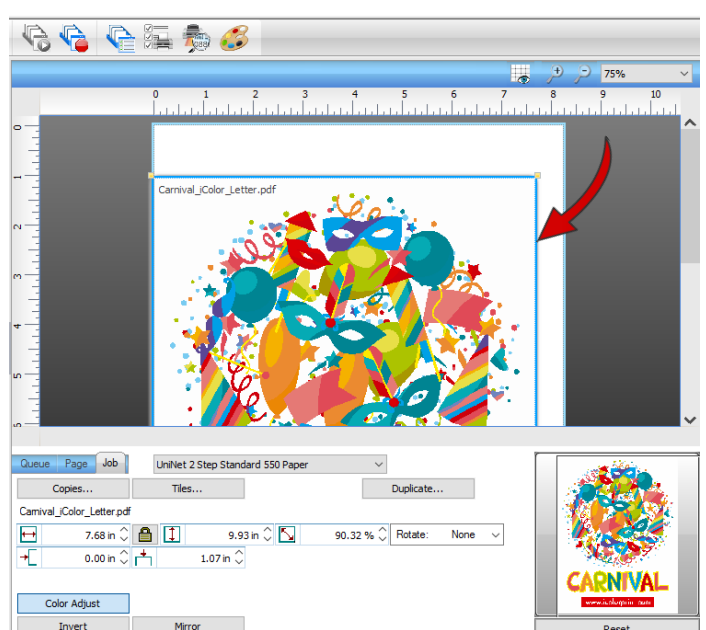 75%
0 1 2 3 4 5 6 7 8 9 10
0
1
2
3
4
5
Carnival_iColor_Letter.pdf
Queue Page Job UniNet 2 Step Standard 550 Paper
Copies... Tiles... Duplicate...
Carnival_iColor_Letter.pdf
7.68 in 9.93 in 90.32 % Rotate: None
0.00 in 1.07 in
CARNIVAL
Color Adjust
Invert Mirror Reset